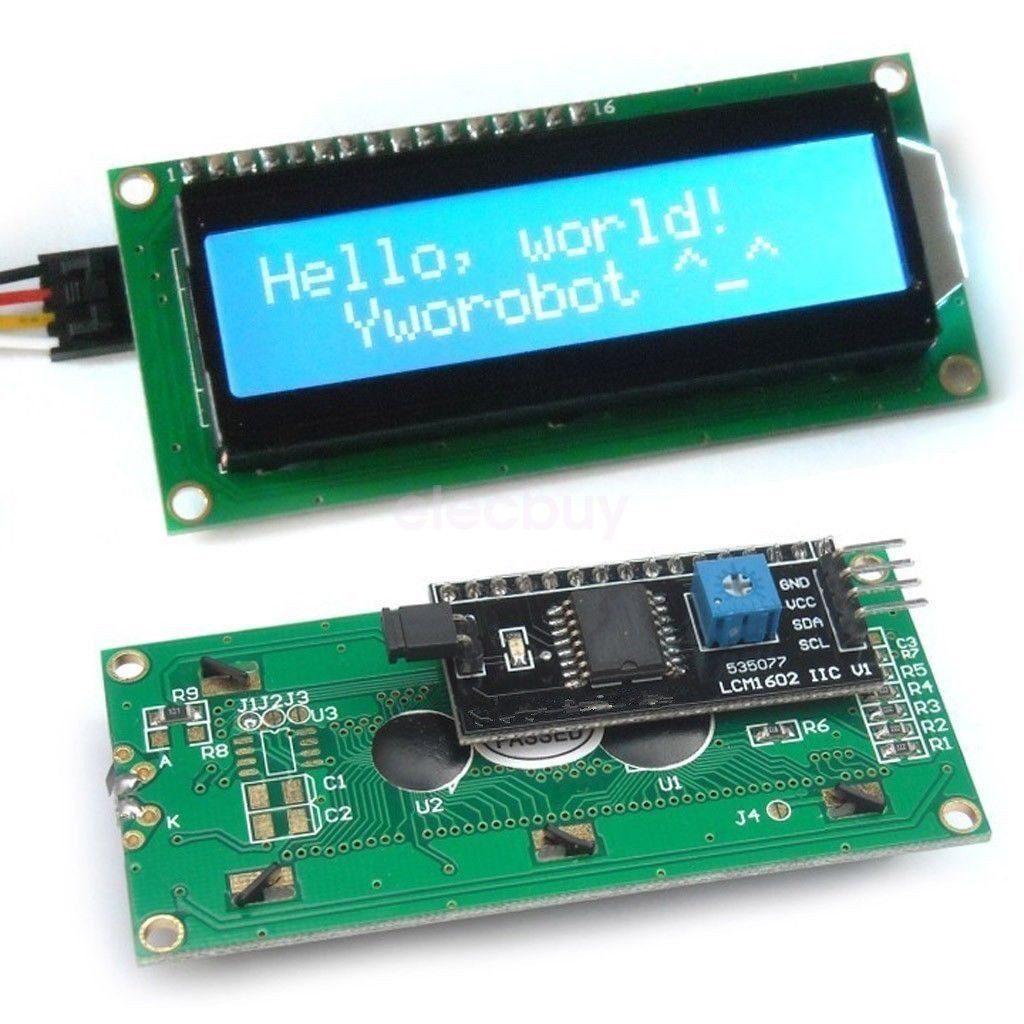 1
16
Hello, world!
Yworobot ^_^
elecbuy
GND
VCC
SDA
SCL
535077
LCM1602 IIC V1
C3
R7
R5
R4
R3
R2
R1
R9
J1J2J3
U3
R8
A
C1
C2
K
U2
PASSED
U1
R6
J4